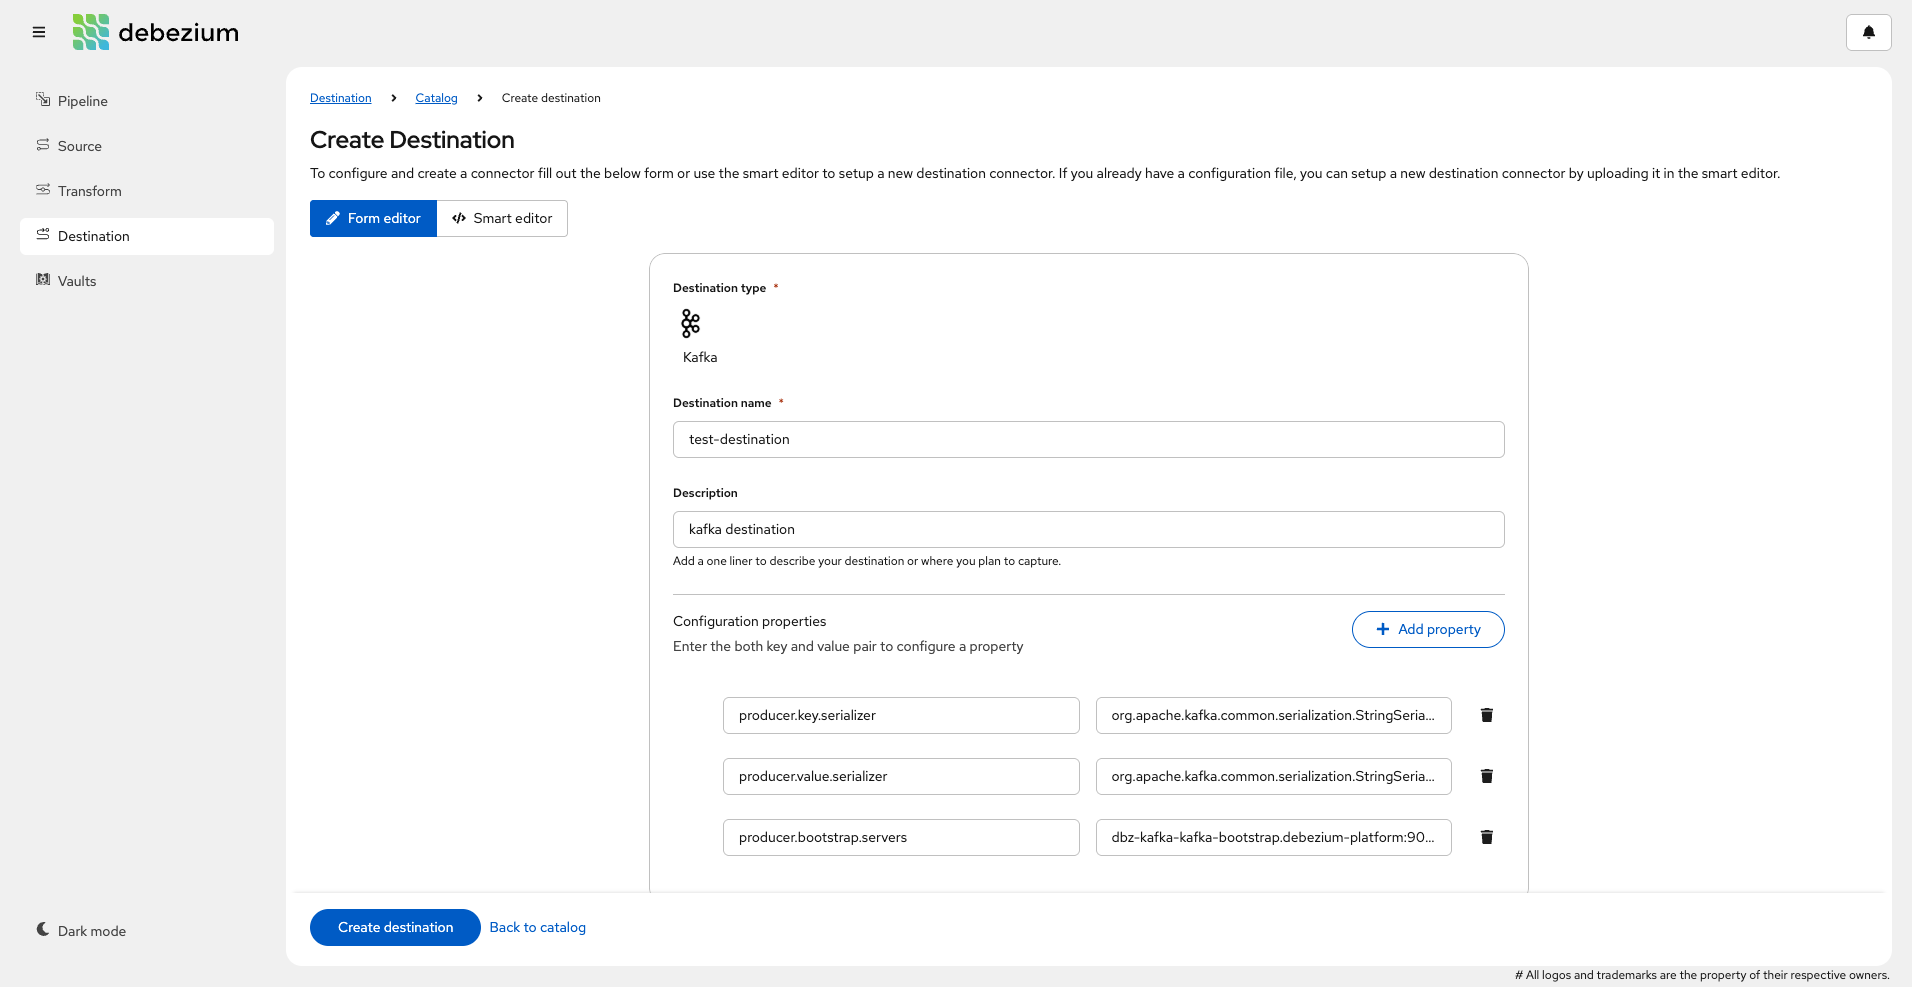 debezium
Pipeline
Source
Transform
Destination
Vaults
Dark mode
Destination > Catalog > Create destination
Create Destination
To configure and create a connector fill out the below form or use the smart editor to setup a new destination connector. If you already have a configuration file, you can setup a new destination connector by uploading it in the smart editor.
Form editor Smart editor
Destination type *
Kafka
Destination name *
test-destination
Description
kafka destination
Add a one liner to describe your destination or where you plan to capture.
Configuration properties
Enter the both key and value pair to configure a property
Add property
producer.key.serializer org.apache.kafka.common.serialization.StringSeria...
producer.value.serializer org.apache.kafka.common.serialization.StringSeria...
producer.bootstrap.servers dbz-kafka-kafka-bootstrap.debezium-platform:90...
Create destination Back to catalog
# All logos and trademarks are the property of their respective owners.